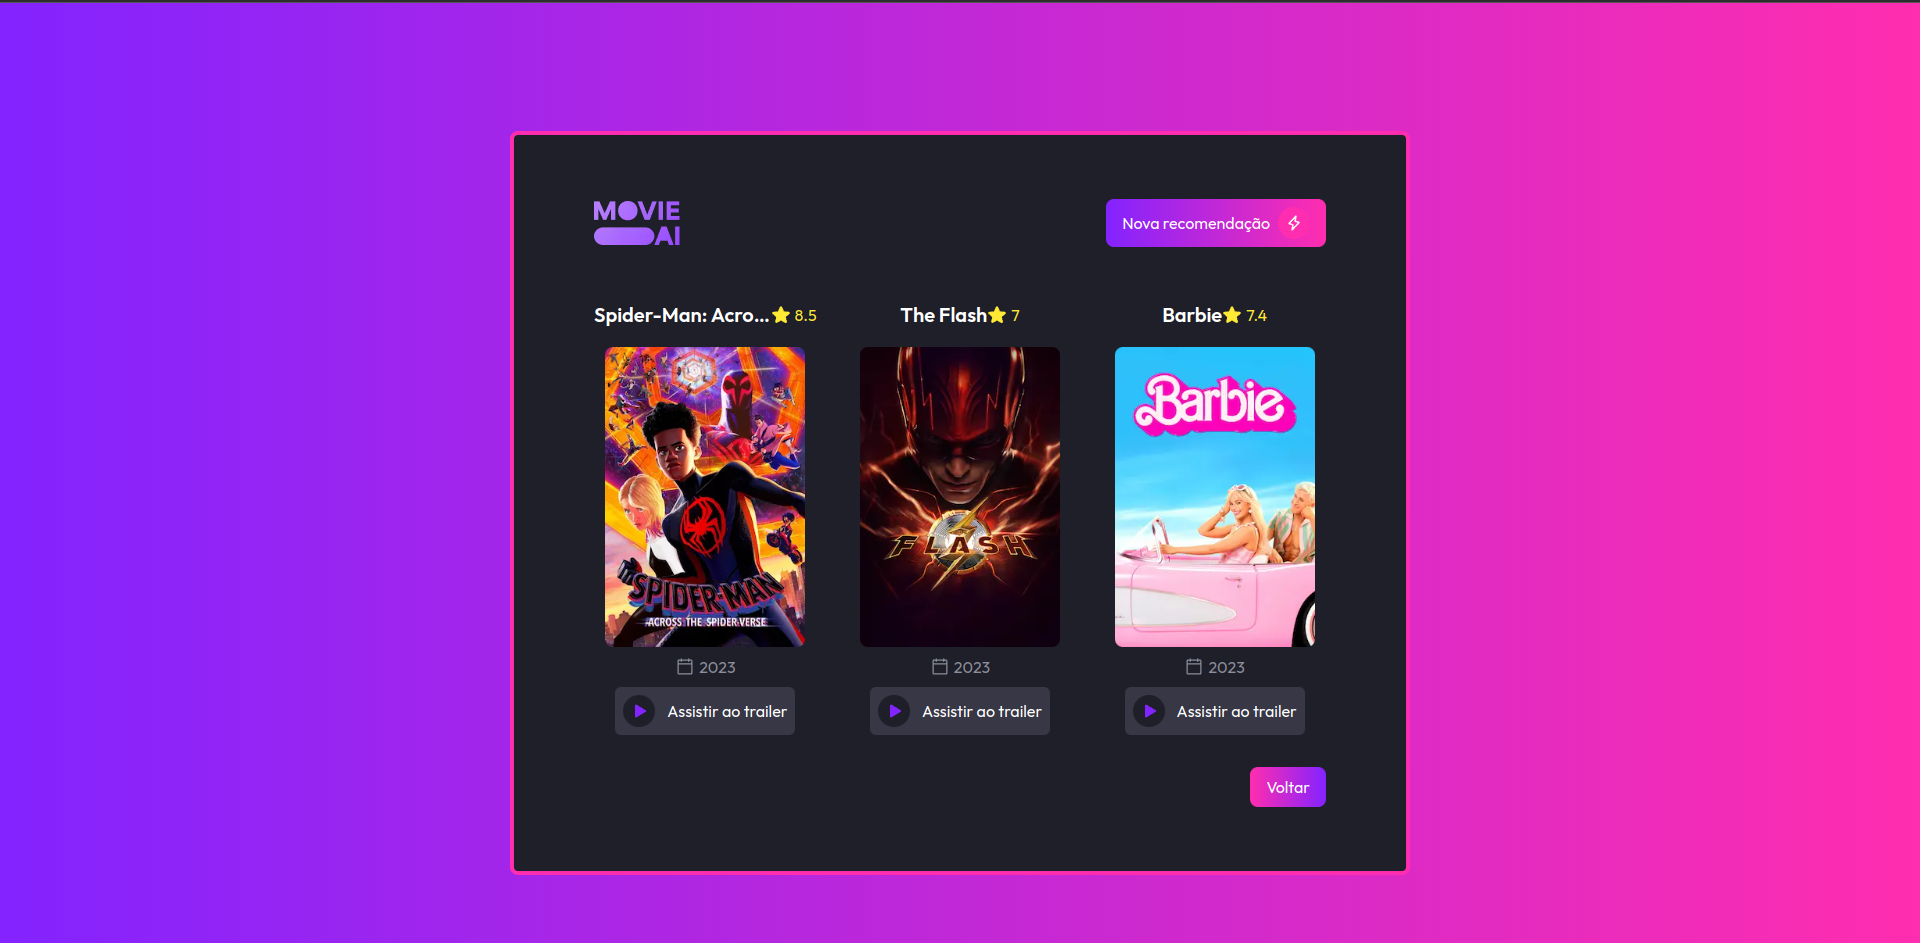 MOVIE
AI
Nova recomendação
Spider-Man: Acro... 8.5
The Flash 7
Barbie 7.4
SPIDER-MAN
ACROSS THE SPIDER-VERSE
FLASH
Barbie
2023
2023
2023
Assistir ao trailer
Assistir ao trailer
Assistir ao trailer
Voltar